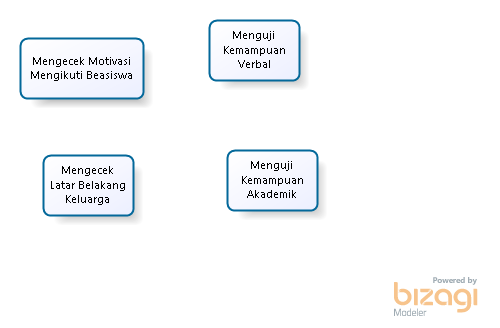 Mengecek Motivasi
Mengikuti Beasiswa
Menguji
Kemampuan
Verbal
Mengecek
Latar Belakang
Keluarga
Menguji
Kemampuan
Akademik
Powered by
bizagi
Modeler